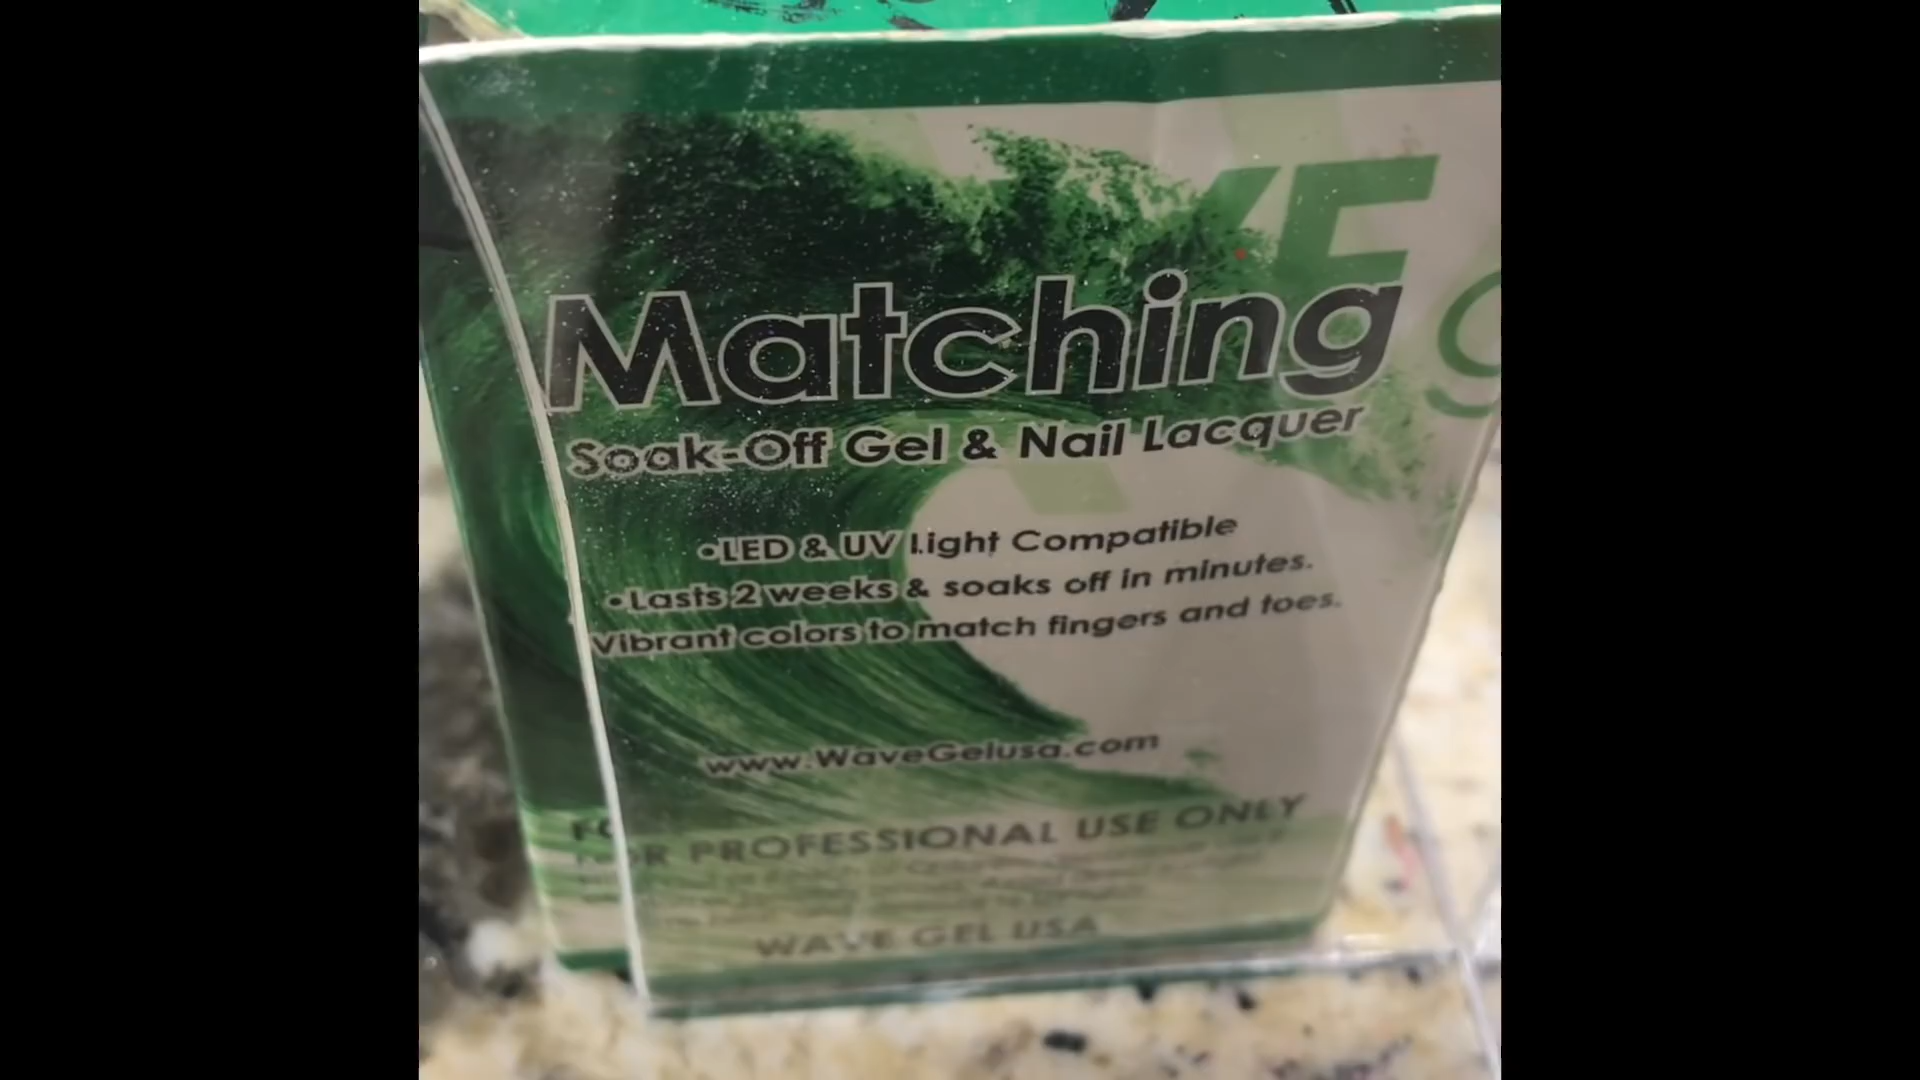 VE
g
Matching
Soak-Off Gel & Nail Lacquer
•LED & UV Light Compatible
•Lasts 2 weeks & soaks off in minutes.
Vibrant colors to match fingers and toes.
www.WaveGelusa.com
FOR PROFESSIONAL USE ONLY
WAVE GEL USA